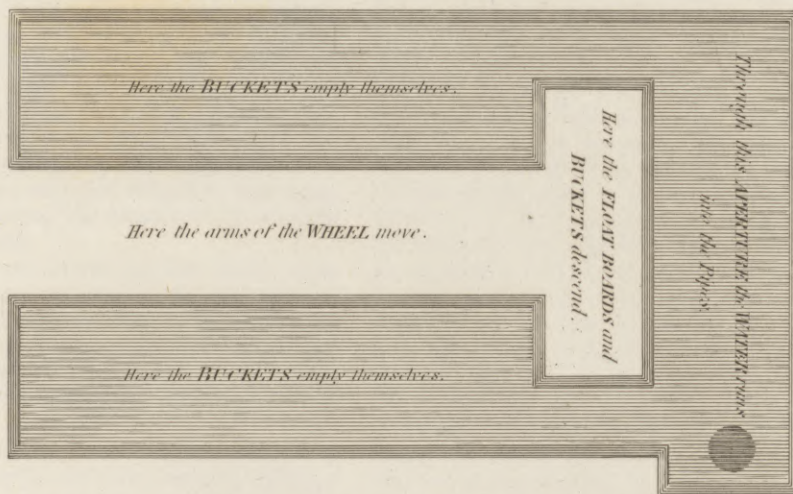 Here the BUCKETS empty themselves.
Here the arms of the WHEEL move.
Here the BUCKETS empty themselves.
Here the FLOAT BOARDS and
BUCKETS descend.
Through this APERTURE the WATER runs
into the Pipes.